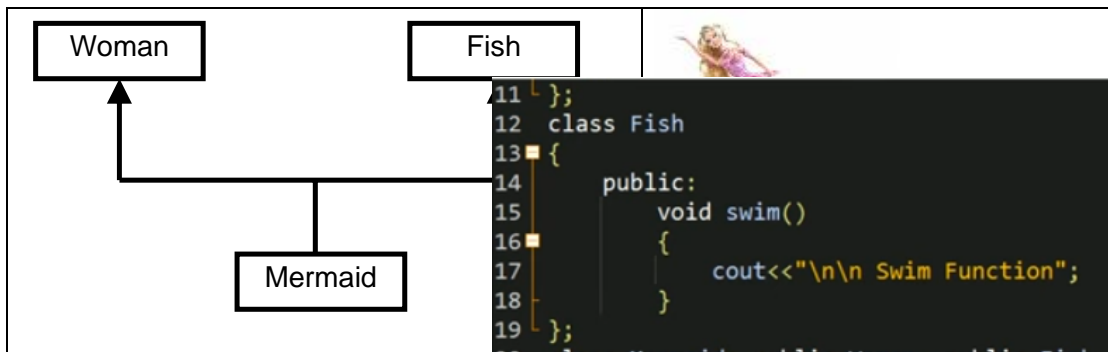 Woman
Fish
Mermaid
11 };
12 class Fish
13 {
14 public:
15 void swim()
16 {
17 cout<<"\n\n Swim Function";
18 }
19 };